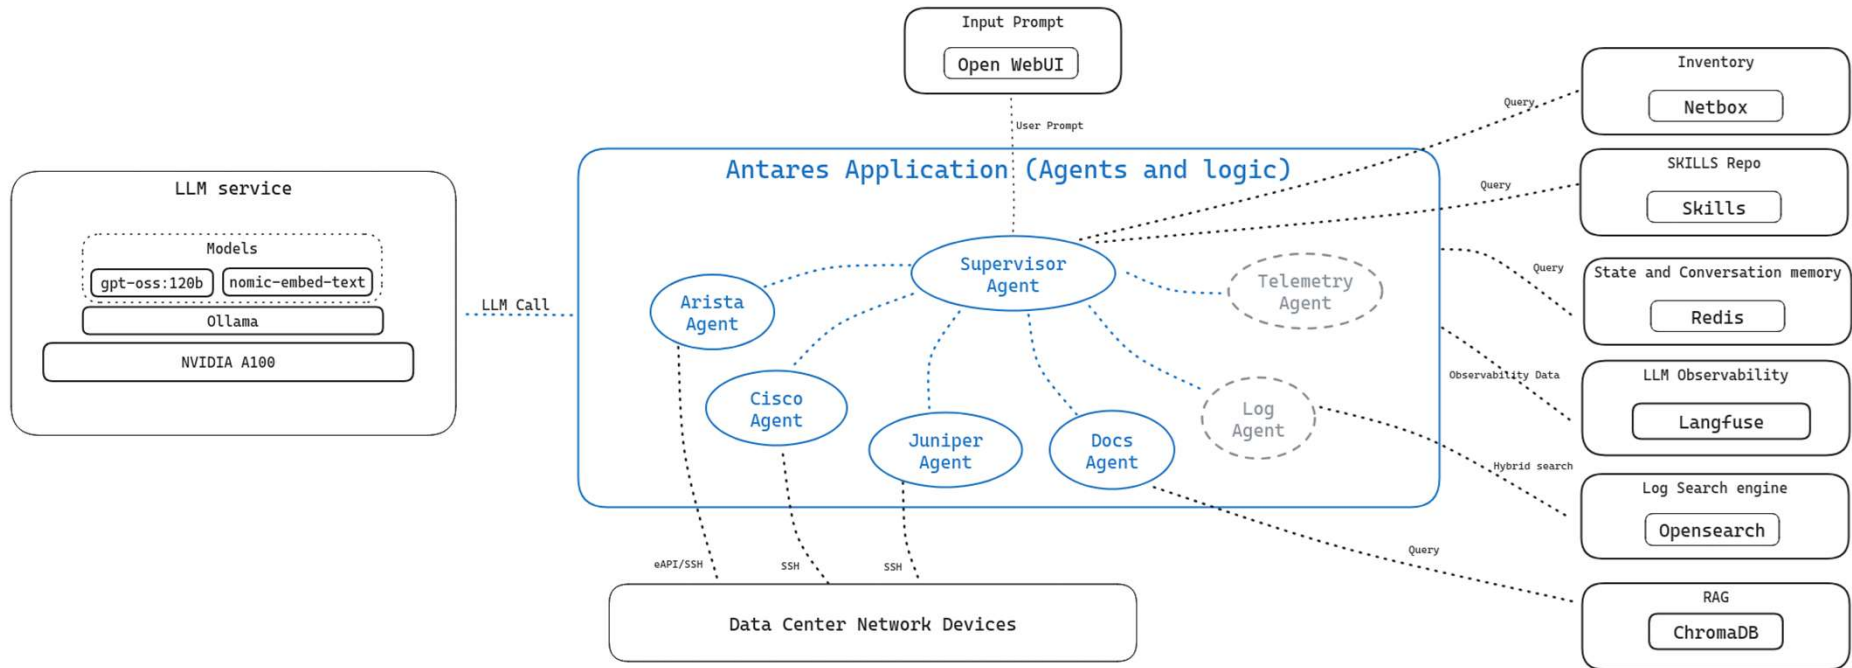 Input Prompt
Open WebUI
User Prompt
Antares Application (Agents and logic)
LLM service
Models
gpt-oss:120b
nomic-embed-text
Ollama
NVIDIA A100
LLM Call
Supervisor
Agent
Arista
Agent
Cisco
Agent
Juniper
Agent
Docs
Agent
Log
Agent
Telemetry
Agent
eAPI/SSH
SSH
SSH
Data Center Network Devices
Query
Inventory
Netbox
Query
SKILLS Repo
Skills
Query
State and Conversation memory
Redis
Observability Data
LLM Observability
Langfuse
Hybrid search
Log Search engine
Opensearch
Query
RAG
ChromaDB